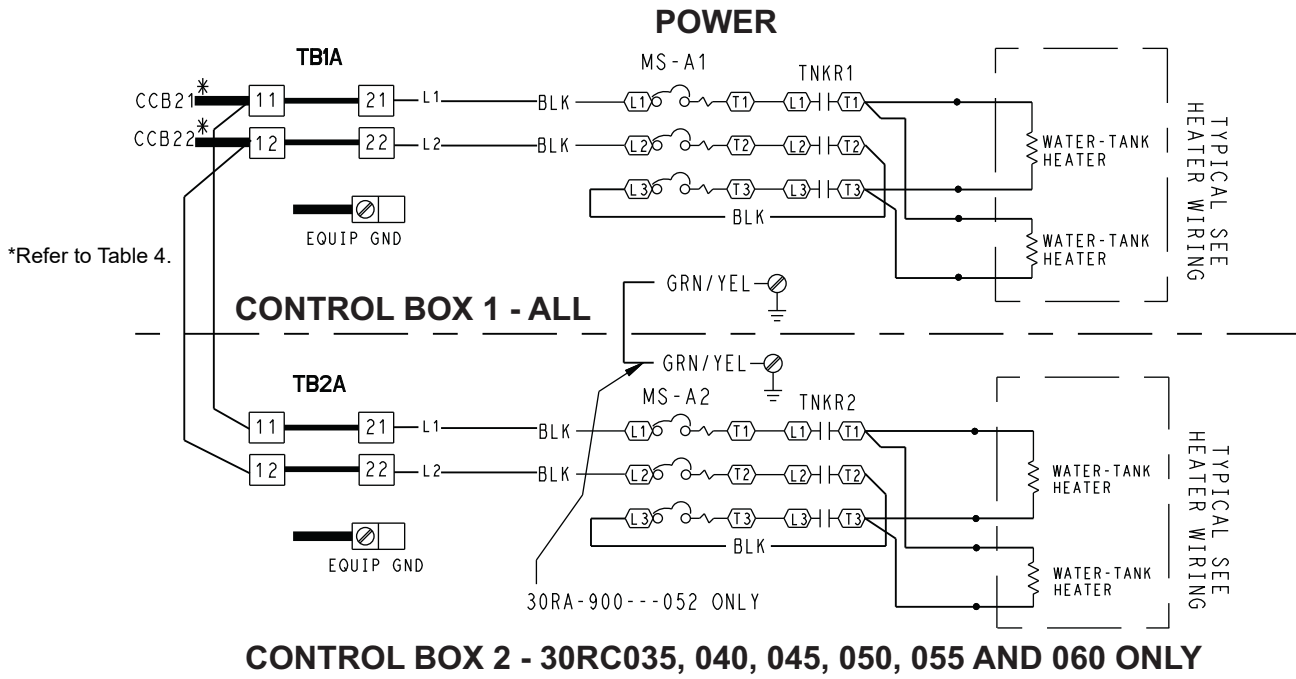 POWER
TB1A
MS-A1
TNKR1
CCB21* 11 21 L1 BLK L1 T1 L1 T1
CCB22* 12 22 L2 BLK L2 T2 L2 T2
L3 T3 L3 T3
BLK
EQUIP GND
WATER-TANK
HEATER
WATER-TANK
HEATER
TYPICAL SEE
HEATER WIRING
*Refer to Table 4.
GRN/YEL
CONTROL BOX 1 - ALL
GRN/YEL
TB2A
MS-A2
TNKR2
11 21 L1 BLK L1 T1 L1 T1
12 22 L2 BLK L2 T2 L2 T2
L3 T3 L3 T3
BLK
EQUIP GND
WATER-TANK
HEATER
WATER-TANK
HEATER
TYPICAL SEE
HEATER WIRING
30RA-900---052 ONLY
CONTROL BOX 2 - 30RC035, 040, 045, 050, 055 AND 060 ONLY